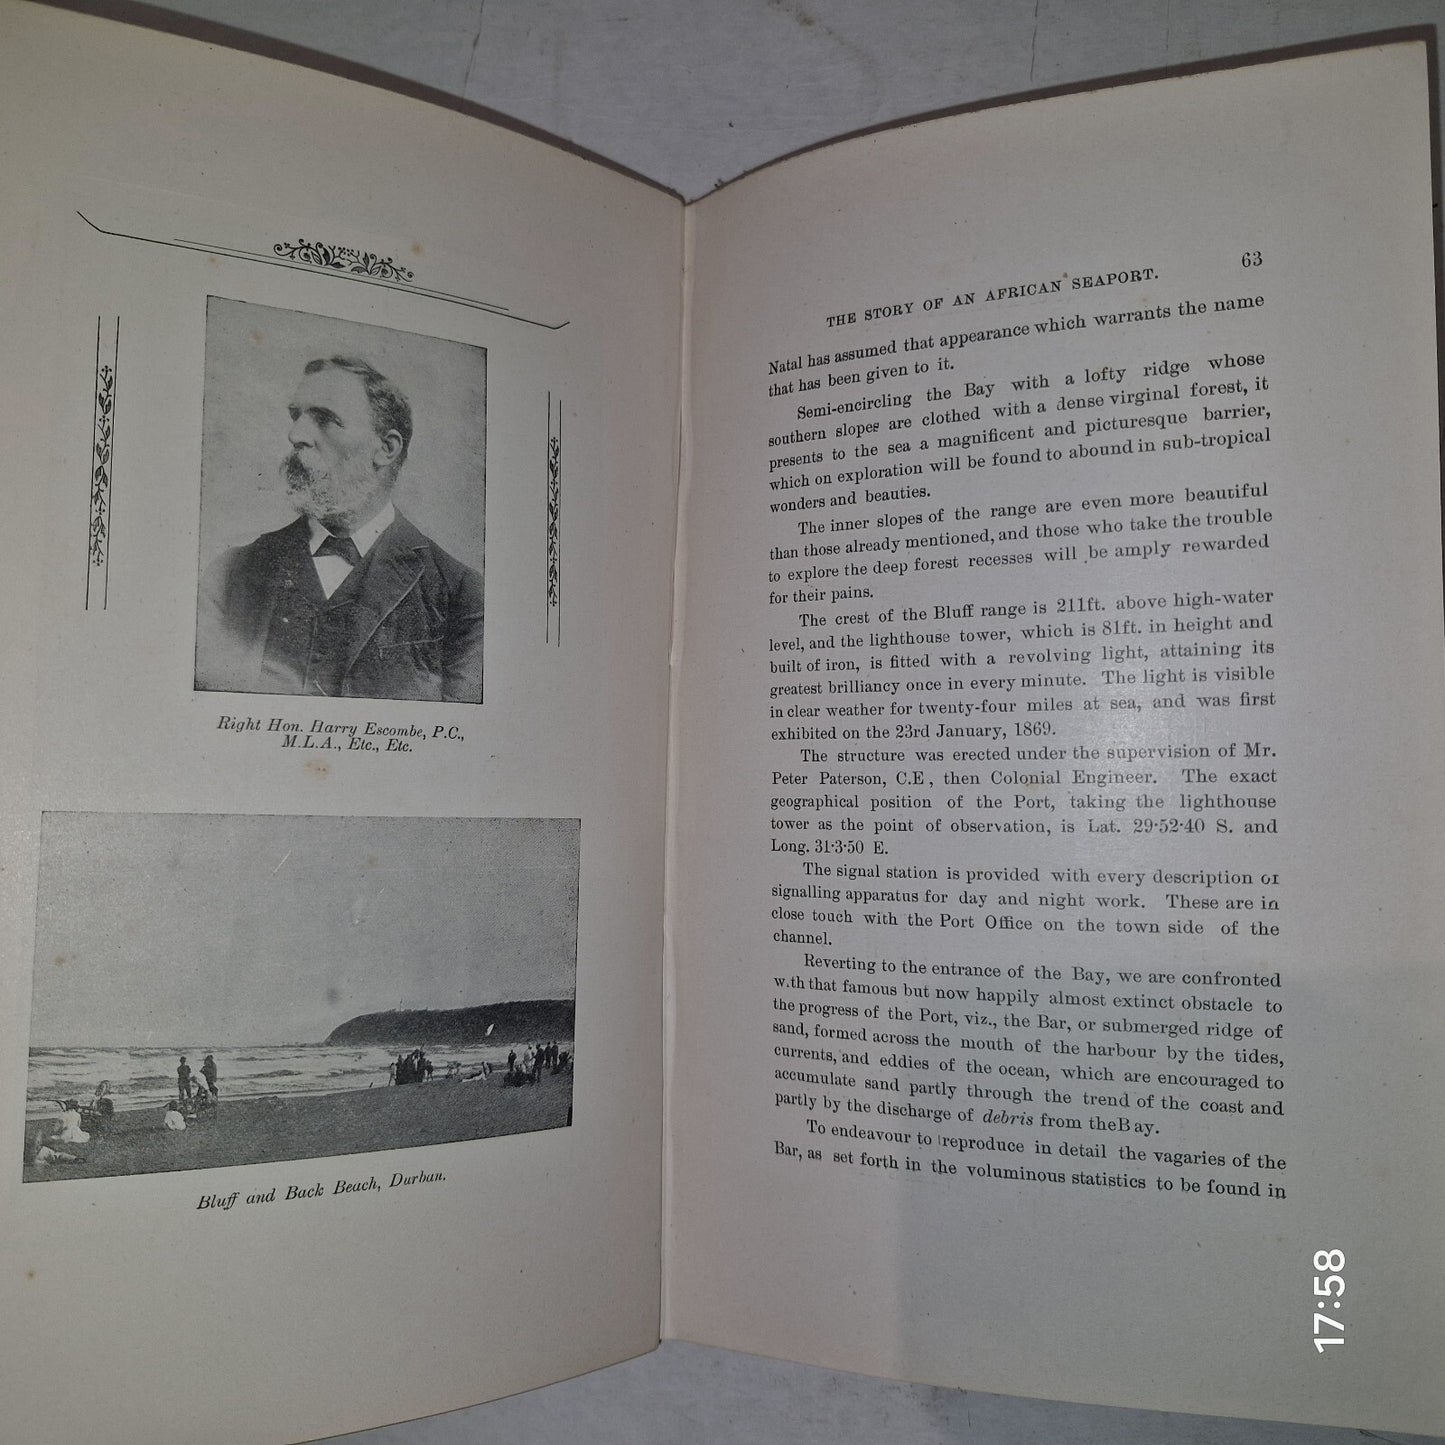 Right Hon. Harry Escombe, P.C.,
M.L.A., Etc., Etc.
Bluff and Back Beach, Durban.
THE STORY OF AN AFRICAN SEAPORT.
63
Natal has assumed that appearance which warrants the name
that has been given to it.
Semi-encircling the Bay with a lofty ridge whose
southern slopes are clothed with a dense virginal forest, it
presents to the sea a magnificent and picturesque barrier,
which on exploration will be found to abound in sub-tropical
wonders and beauties.
The inner slopes of the range are even more beautiful
than those already mentioned, and those who take the trouble
to explore the deep forest recesses will be amply rewarded
for their pains.
The crest of the Bluff range is 211ft. above high-water
level, and the lighthouse tower, which is 81ft. in height and
built of iron, is fitted with a revolving light, attaining its
greatest brilliancy once in every minute. The light is visible
in clear weather for twenty-four miles at sea, and was first
exhibited on the 23rd January, 1869.
The structure was erected under the supervision of Mr.
Peter Paterson, C.E , then Colonial Engineer. The exact
geographical position of the Port, taking the lighthouse
tower as the point of observation, is Lat. 29·52·40 S. and
Long. 31·3·50 E.
The signal station is provided with every description of
signalling apparatus for day and night work. These are in
close touch with the Port Office on the town side of the
channel.
Reverting to the entrance of the Bay, we are confronted
w.th that famous but now happily almost extinct obstacle to
the progress of the Port, viz., the Bar, or submerged ridge of
sand, formed across the mouth of the harbour by the tides,
currents, and eddies of the ocean, which are encouraged to
accumulate sand partly through the trend of the coast and
partly by the discharge of debris from theBay.
To endeavour to reproduce in detail the vagaries of the
Bar, as set forth in the voluminous statistics to be found in
17:58